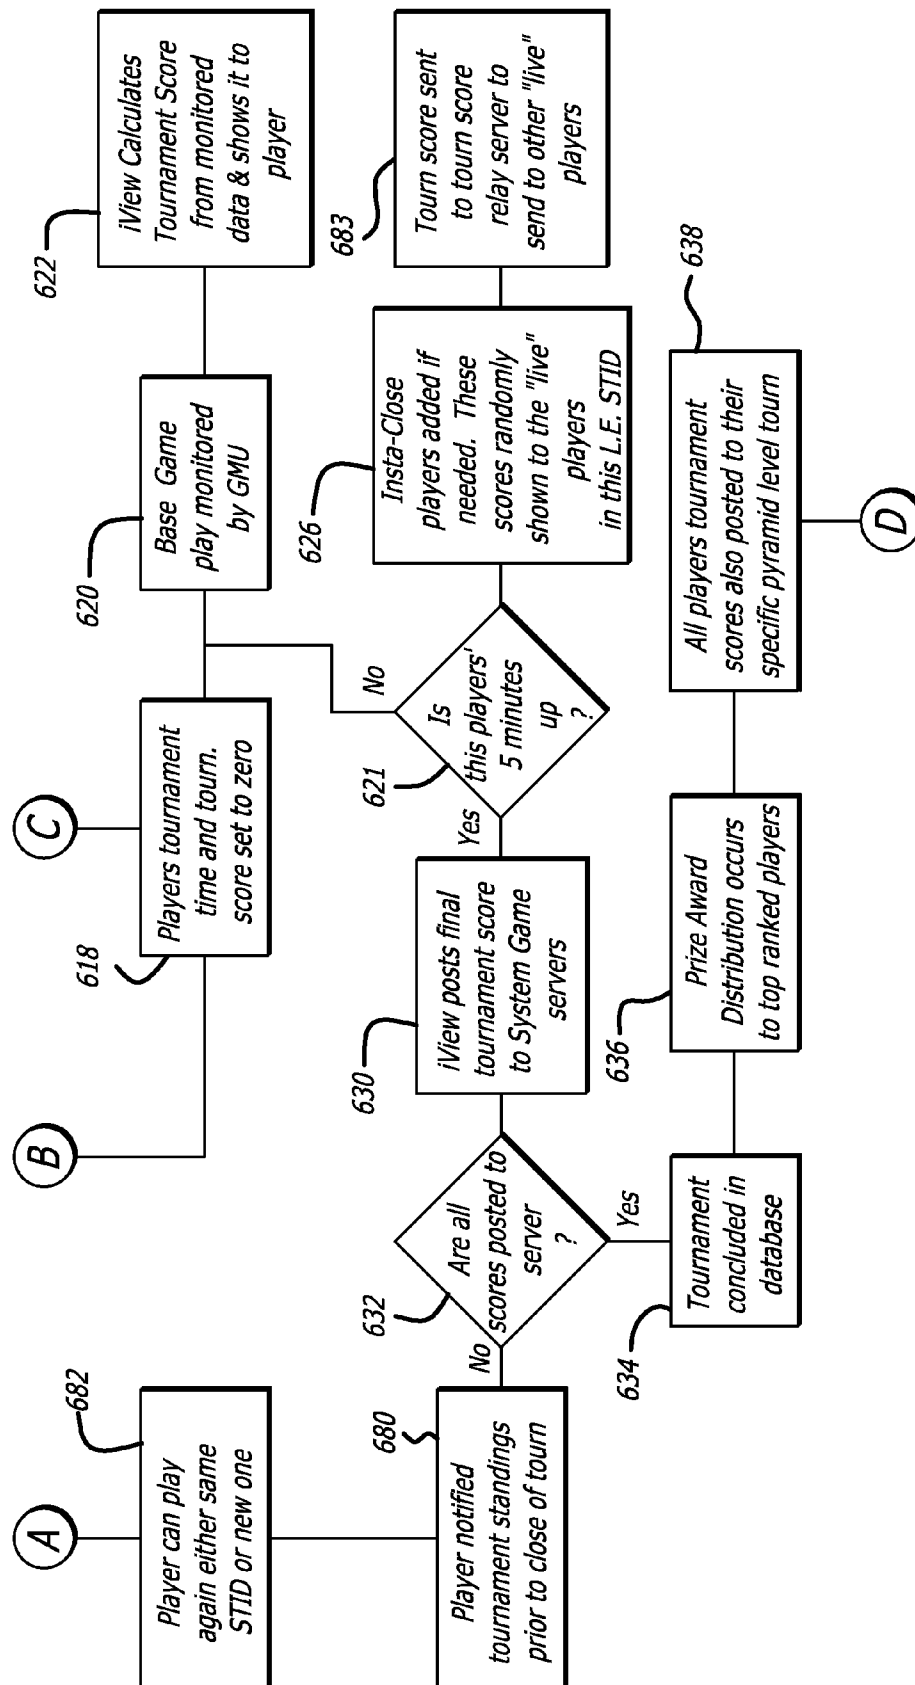 A
B
C
682
Player can play
again either same
STID or new one
618
Players tournament
time and tourn.
score set to zero
620
Base Game
play monitored
by GMU
622
iView Calculates
Tournament Score
from monitored
data & shows it to
player
680
Player notified
tournament standings
prior to close of tourn
No
632
Are all
scores posted to
server
?
Yes
630
iView posts final
tournament score
to System Game
servers
Yes
621
Is
this players'
5 minutes
up
?
No
626
Insta-Close
players added if
needed. These
scores randomly
shown to the "live"
players
in this L.E. STID
683
Tourn score sent
to tourn score
relay server to
send to other "live"
players
634
Tournament
concluded in
database
636
Prize Award
Distribution occurs
to top ranked players
638
All players tournament
scores also posted to their
specific pyramid level tourn
D